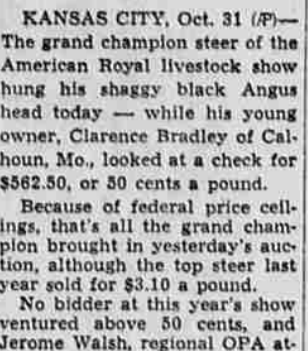 KANSAS CITY, Oct. 31 (AP)—
The grand champion steer of the
American Royal livestock show
hung his shaggy black Angus
head today — while his young
owner, Clarence Bradley of Cal-
houn, Mo., looked at a check for
$562.50, or 50 cents a pound.
Because of federal price ceil-
ings, that's all the grand cham-
pion brought in yesterday's auc-
tion, although the top steer last
year sold for $3.10 a pound.
No bidder at this year's show
ventured above 50 cents, and
Jerome Walsh, regional OPA at-